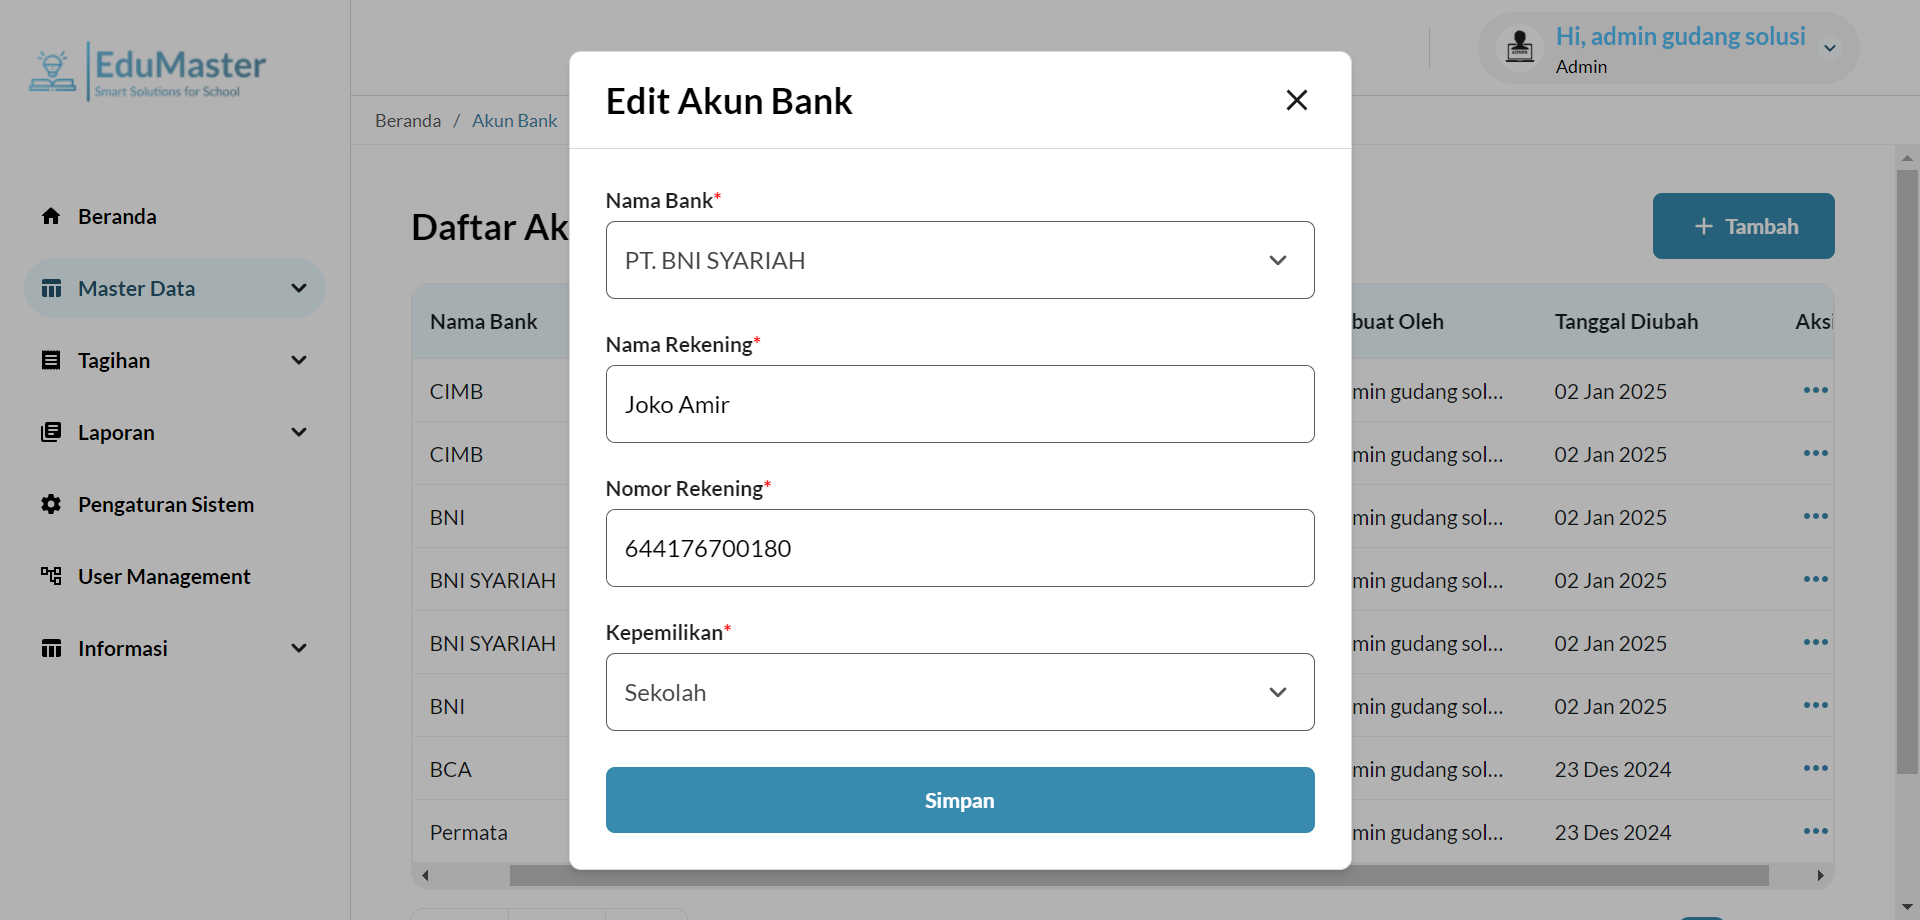 EduMaster
Smart Solutions for School
Hi, admin gudang solusi
Admin
Beranda / Akun Bank
Beranda
Master Data
Tagihan
Laporan
Pengaturan Sistem
User Management
Informasi
Daftar Ak
+ Tambah
Nama Bank
buat Oleh
Tanggal Diubah
Aksi
CIMB
min gudang sol...
02 Jan 2025
CIMB
min gudang sol...
02 Jan 2025
BNI
min gudang sol...
02 Jan 2025
BNI SYARIAH
min gudang sol...
02 Jan 2025
BNI SYARIAH
min gudang sol...
02 Jan 2025
BNI
min gudang sol...
02 Jan 2025
BCA
min gudang sol...
23 Des 2024
Permata
min gudang sol...
23 Des 2024
Edit Akun Bank
Nama Bank*
PT. BNI SYARIAH
Nama Rekening*
Joko Amir
Nomor Rekening*
644176700180
Kepemilikan*
Sekolah
Simpan